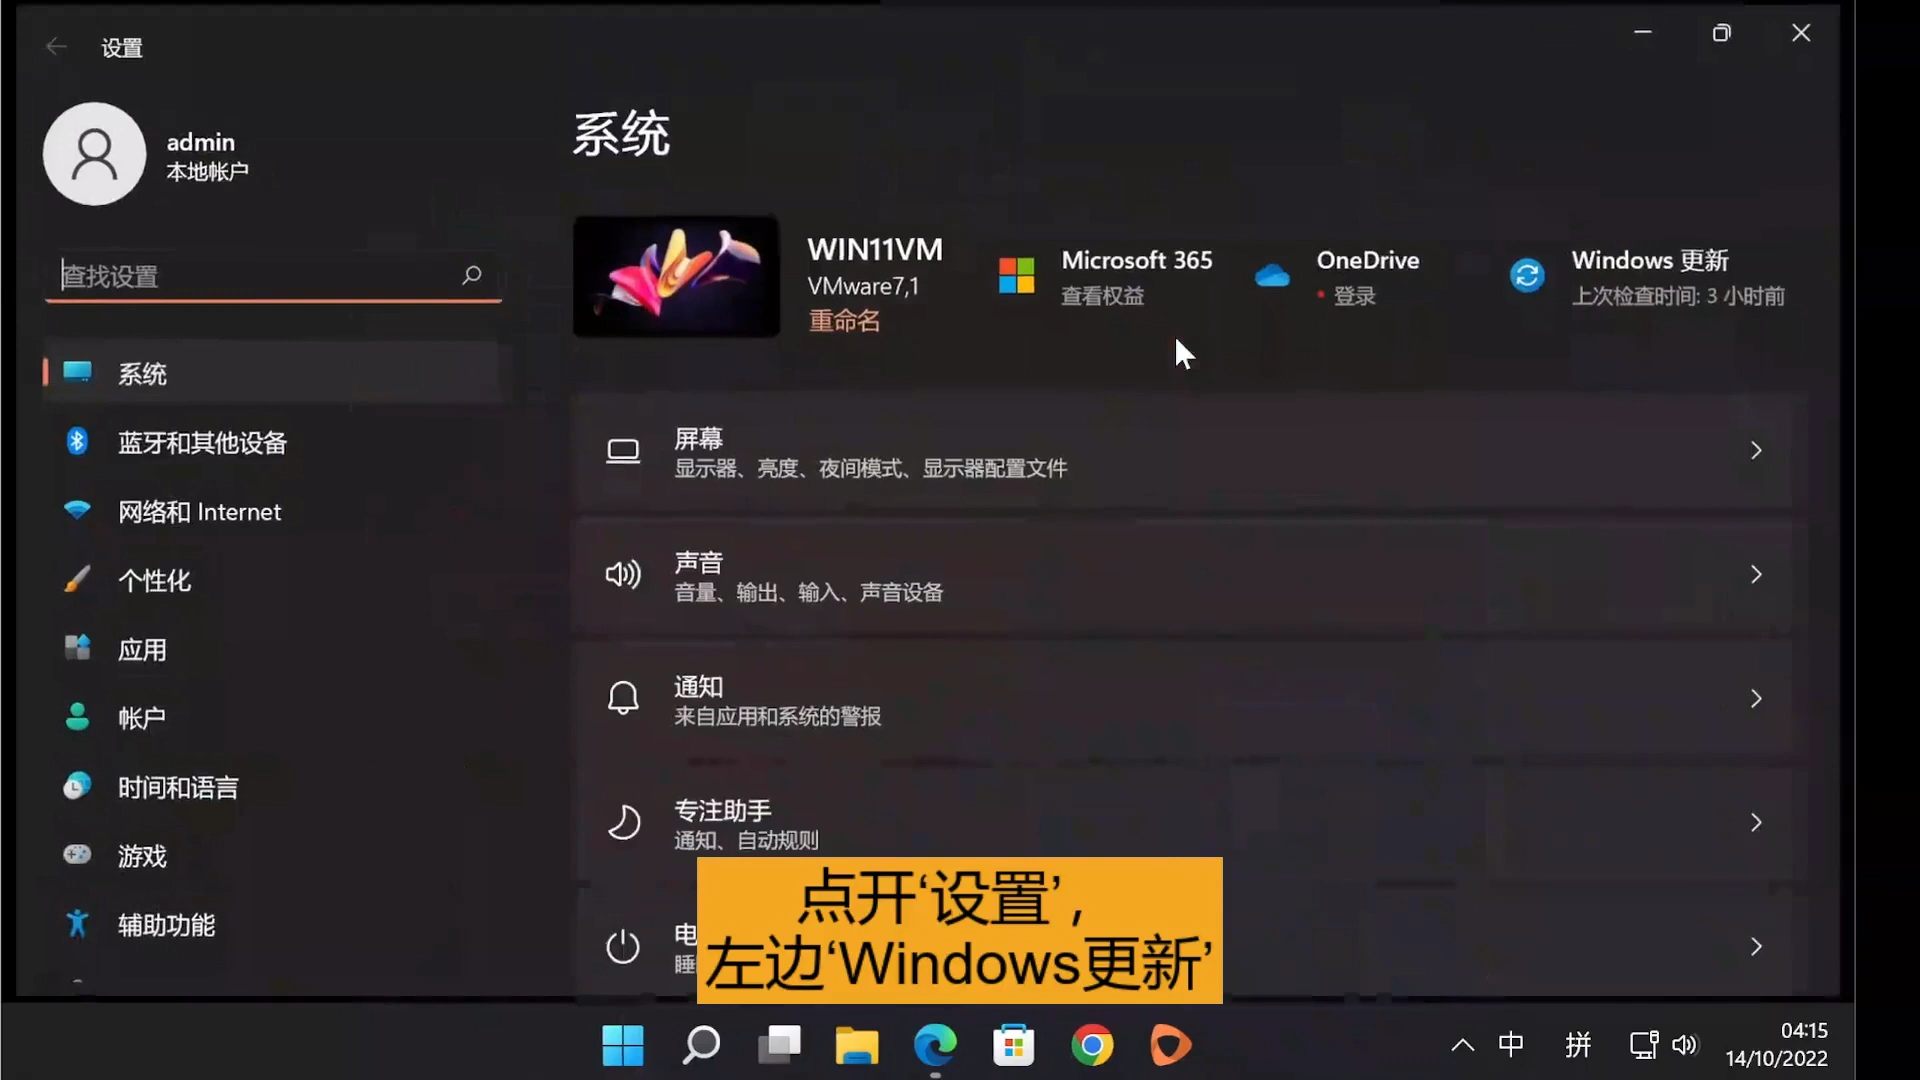 设置
admin
本地帐户
查找设置
系统
蓝牙和其他设备
网络和 Internet
个性化
应用
帐户
时间和语言
游戏
辅助功能
系统
WIN11VM
VMware7,1
重命名
Microsoft 365
查看权益
OneDrive
• 登录
Windows 更新
上次检查时间: 3 小时前
屏幕
显示器、亮度、夜间模式、显示器配置文件
声音
音量、输出、输入、声音设备
通知
来自应用和系统的警报
专注助手
通知、自动规则
电
睡
点开‘设置’,
左边‘Windows更新’
中
拼
04:15
14/10/2022